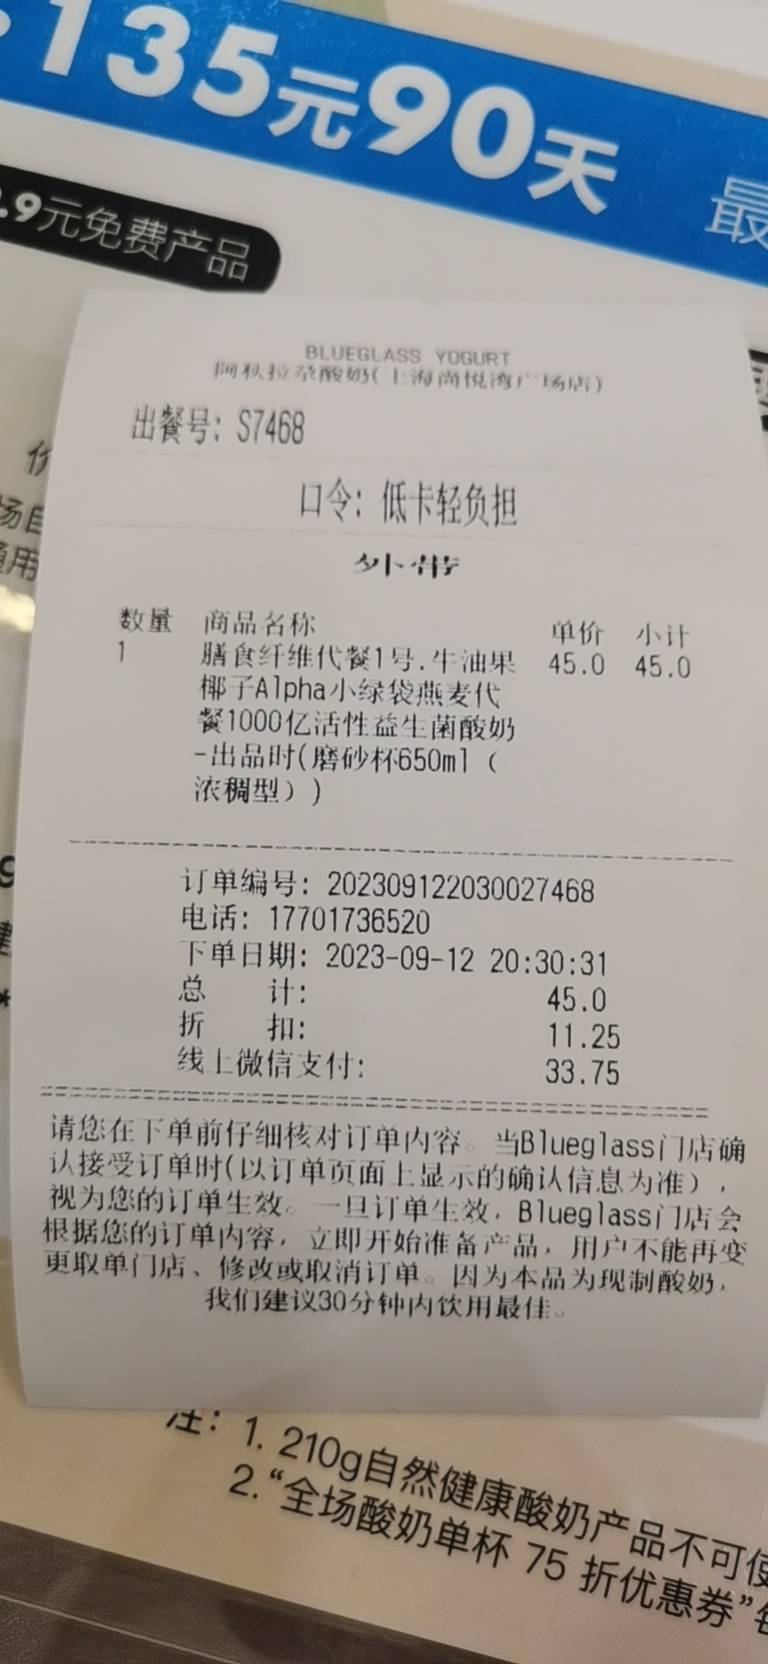 135元90天 最
.9元免费产品
BLUEGLASS YOGURT
阿秋拉尕酸奶(上海尚悦湾广场店)
出餐号: S7468
口令: 低卡轻负担
外带
数量 商品名称 单价 小计
1 膳食纤维代餐1号.牛油果 45.0 45.0
椰子Alpha小绿袋燕麦代
餐1000亿活性益生菌酸奶
-出品时(磨砂杯650ml（
浓稠型）)
订单编号: 202309122030027468
电话: 17701736520
下单日期: 2023-09-12 20:30:31
总 计: 45.0
折 扣: 11.25
线上微信支付: 33.75
请您在下单前仔细核对订单内容。当Blueglass门店确
认接受订单时(以订单页面上显示的确认信息为准)，
视为您的订单生效。一旦订单生效，Blueglass门店会
根据您的订单内容，立即开始准备产品，用户不能再变
更取单门店、修改或取消订单。因为本品为现制酸奶，
我们建议30分钟内饮用最佳。
注: 1. 210g自然健康酸奶产品不可使
2.“全场酸奶单杯 75 折优惠券”每